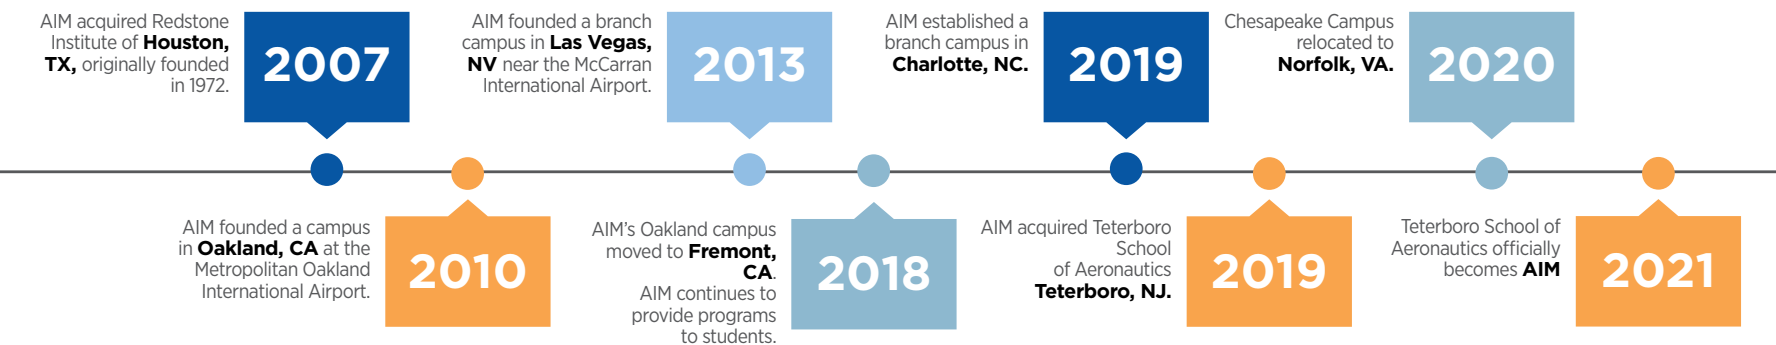 AIM acquired Redstone
Institute of Houston,
TX, originally founded
in 1972.
2007
AIM founded a campus
in Oakland, CA at the
Metropolitan Oakland
International Airport.
2010
AIM founded a branch
campus in Las Vegas,
NV near the McCarran
International Airport.
2013
AIM’s Oakland campus
moved to Fremont,
CA.
AIM continues to
provide programs
to students.
2018
AIM established a
branch campus in
Charlotte, NC.
2019
AIM acquired Teterboro
School
of Aeronautics
Teterboro, NJ.
2019
Chesapeake Campus
relocated to
Norfolk, VA.
2020
Teterboro School of
Aeronautics officially
becomes AIM
2021